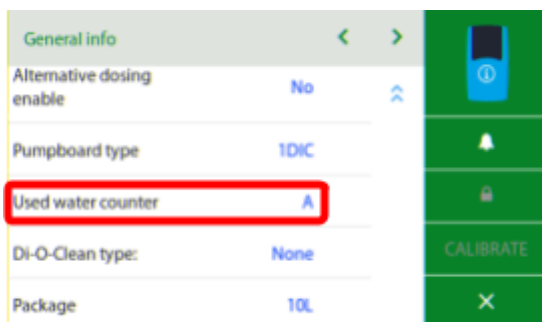 General info
Alternative dosing
enable
No
Pumpboard type 1DIC
Used water counter A
Di-O-Clean type: None
Package 10L
CALIBRATE